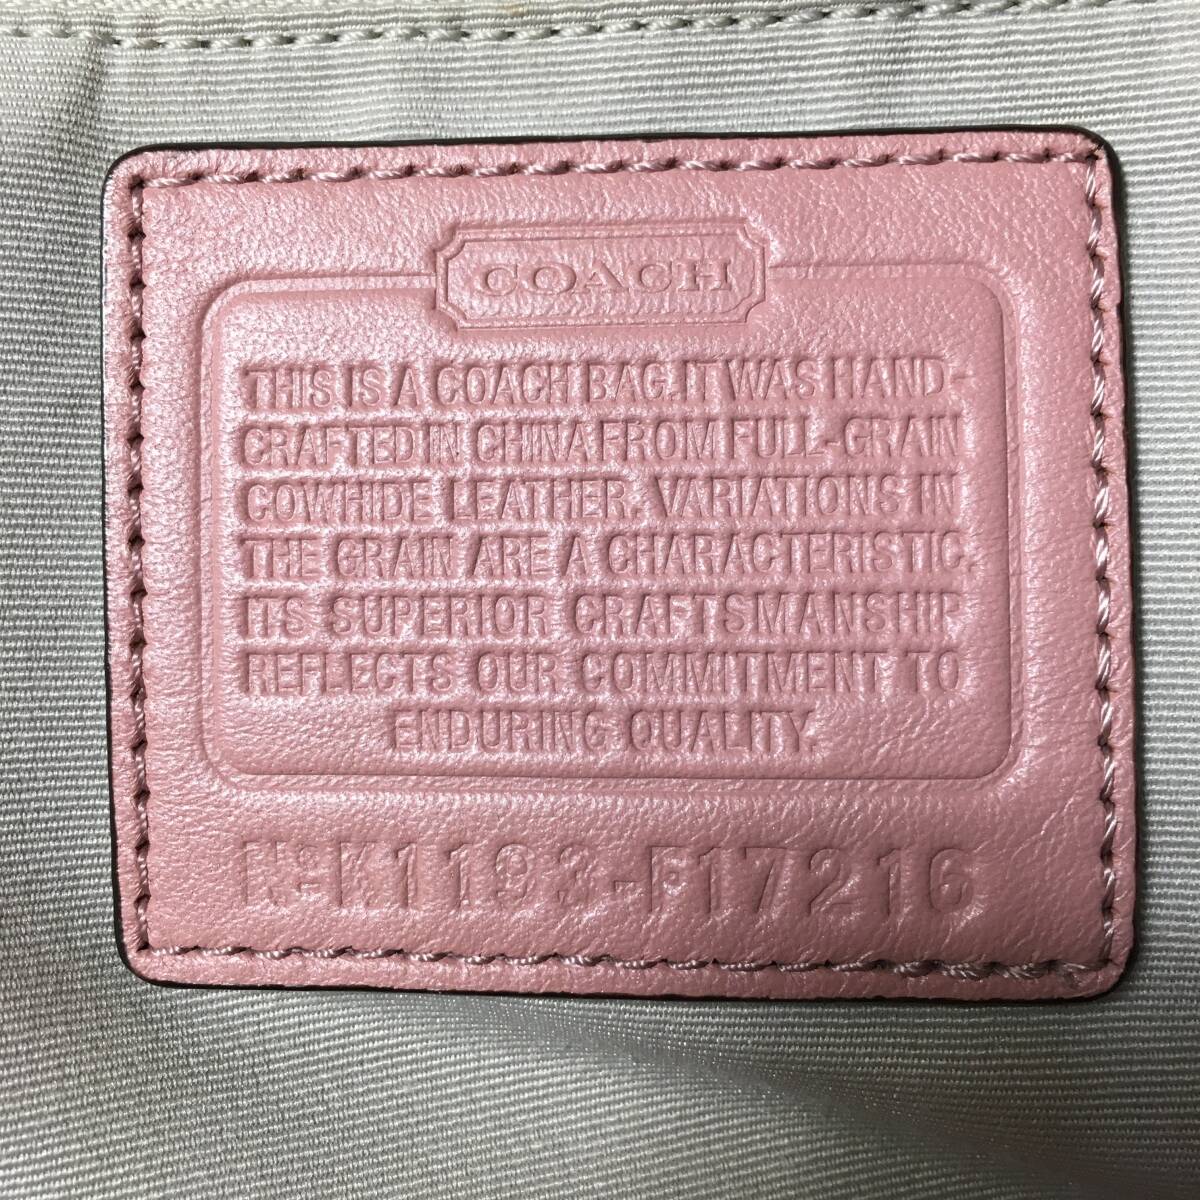 COACH
THIS IS A COACH BAG. IT WAS HAND-
CRAFTED IN CHINA FROM FULL-GRAIN
COWHIDE LEATHER. VARIATIONS IN
THE GRAIN ARE A CHARACTERISTIC.
ITS SUPERIOR CRAFTSMANSHIP
REFLECTS OUR COMMITMENT TO
ENDURING QUALITY.
No K1193-F17216